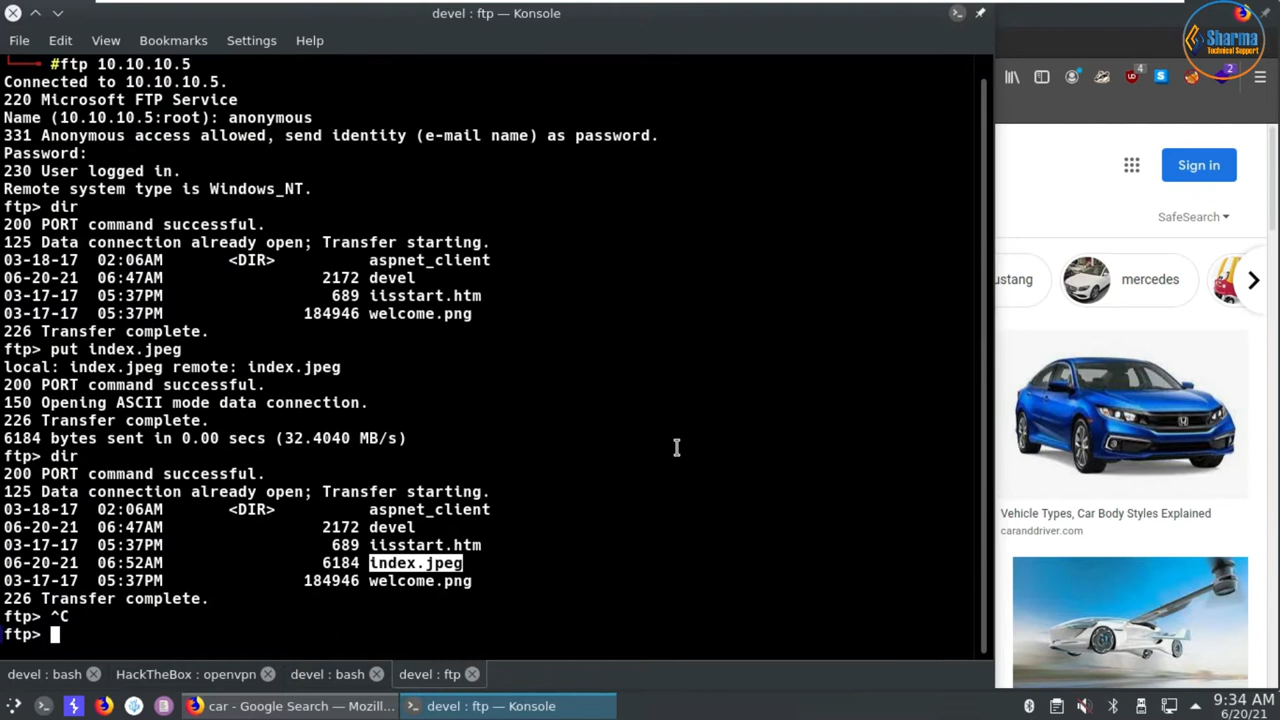 devel : ftp — Konsole
Sharma
Technical Support
File Edit View Bookmarks Settings Help
#ftp 10.10.10.5
Connected to 10.10.10.5.
220 Microsoft FTP Service
Name (10.10.10.5:root): anonymous
331 Anonymous access allowed, send identity (e-mail name) as password.
Password:
230 User logged in.
Remote system type is Windows_NT.
ftp> dir
200 PORT command successful.
125 Data connection already open; Transfer starting.
03-18-17 02:06AM <DIR> aspnet_client
06-20-21 06:47AM 2172 devel
03-17-17 05:37PM 689 iisstart.htm
03-17-17 05:37PM 184946 welcome.png
226 Transfer complete.
ftp> put index.jpeg
local: index.jpeg remote: index.jpeg
200 PORT command successful.
150 Opening ASCII mode data connection.
226 Transfer complete.
6184 bytes sent in 0.00 secs (32.4040 MB/s)
ftp> dir
200 PORT command successful.
125 Data connection already open; Transfer starting.
03-18-17 02:06AM <DIR> aspnet_client
06-20-21 06:47AM 2172 devel
03-17-17 05:37PM 689 iisstart.htm
06-20-21 06:52AM 6184 index.jpeg
03-17-17 05:37PM 184946 welcome.png
226 Transfer complete.
ftp> ^C
ftp>
4 2
Sign in
SafeSearch
ustang mercedes
Vehicle Types, Car Body Styles Explained
caranddriver.com
devel : bash HackTheBox : openvpn devel : bash devel : ftp
car - Google Search — Mozill... devel : ftp — Konsole
9:34 AM
6/20/21